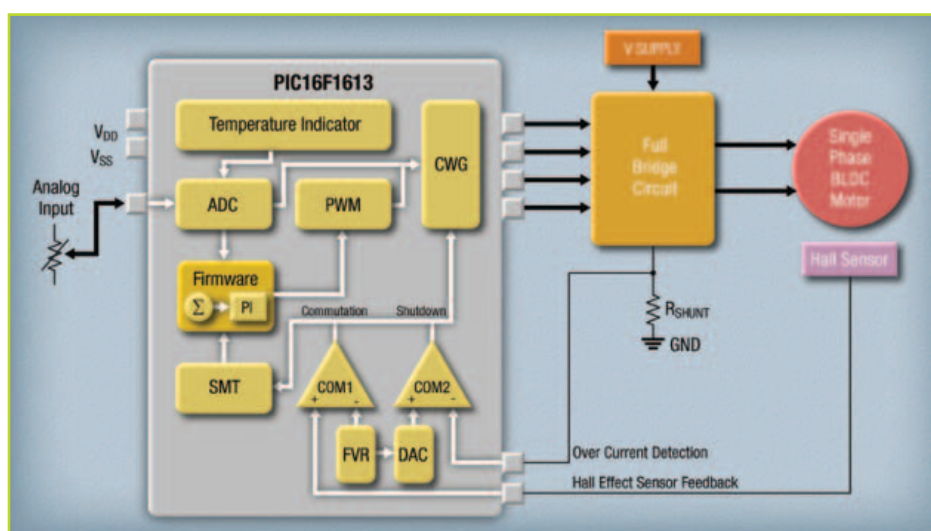 V SUPPLY
PIC16F1613
Temperature Indicator
VDD
VSS
CWG
Full
Bridge
Circuit
Single
Phase
BLDC
Motor
Analog
Input
ADC
PWM
Hall Sensor
Firmware
Σ
PI
Commutation
Shutdown
RSHUNT
GND
SMT
COM1
+
-
COM2
+
-
FVR
DAC
Over Current Detection
Hall Effect Sensor Feedback